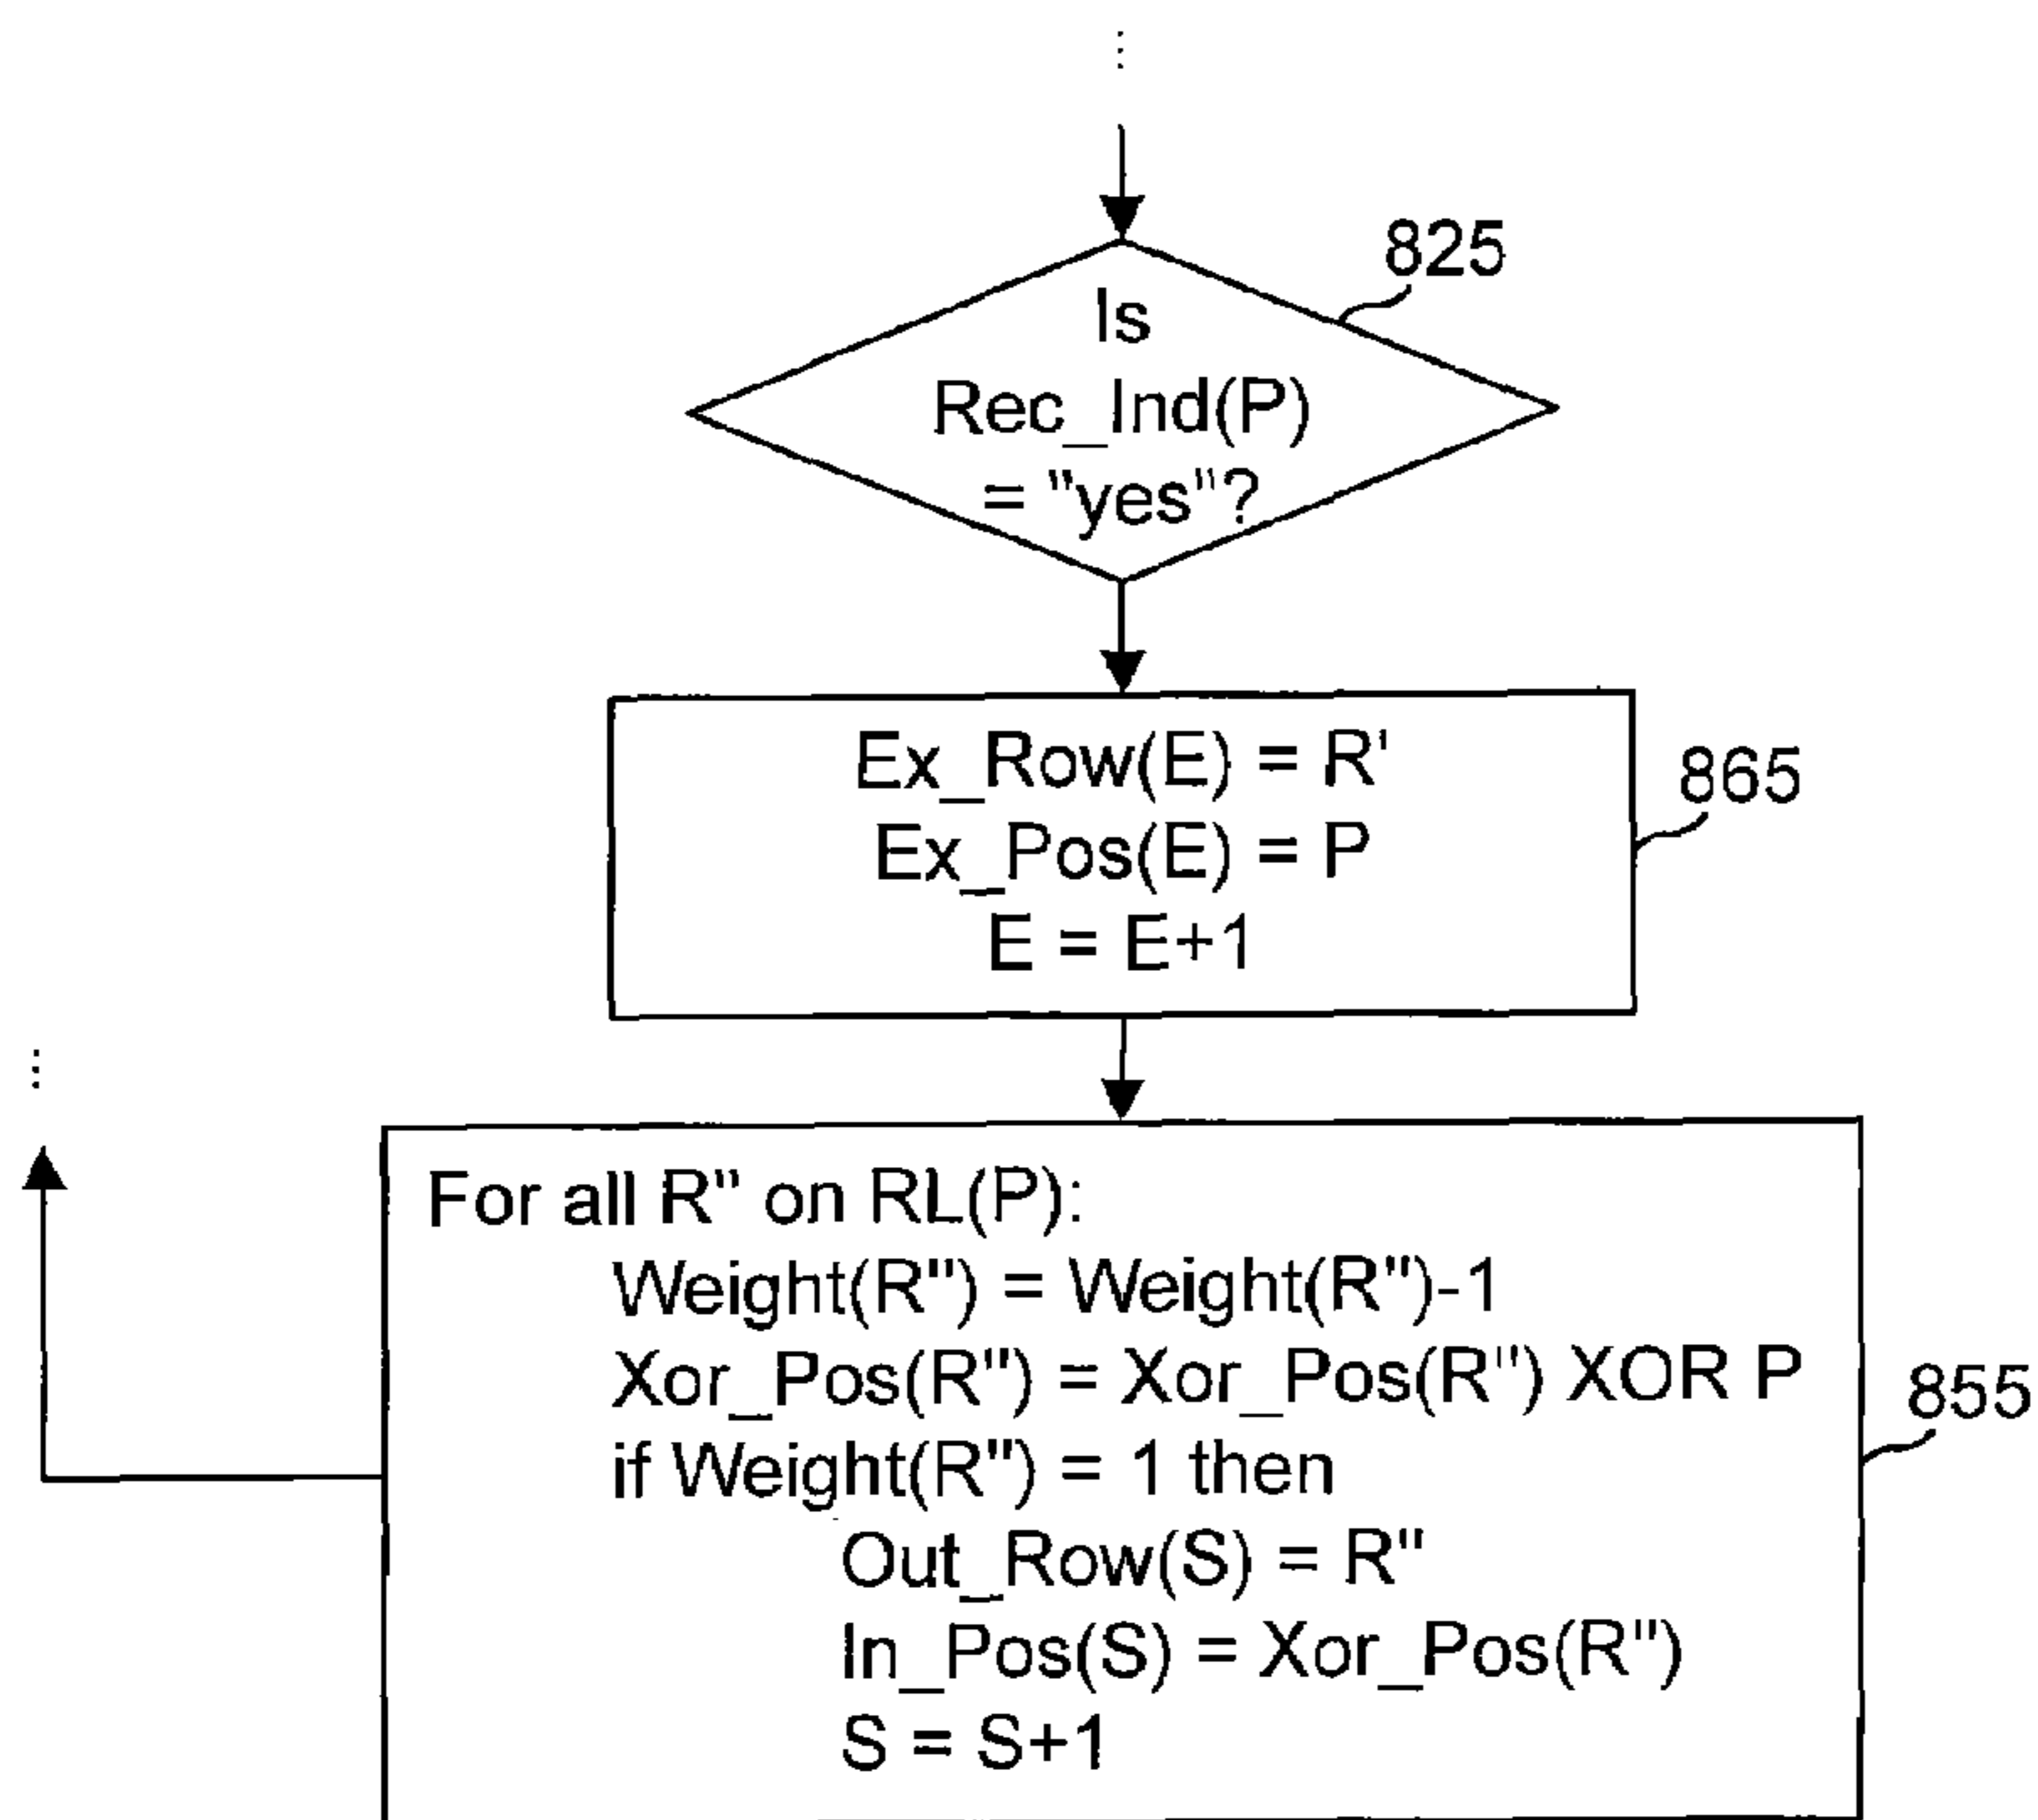 ⋮
825
Is
Rec_Ind(P)
= "yes"?
Ex_Row(E) = R'
Ex_Pos(E) = P
E = E+1
865
⋮
For all R" on RL(P):
Weight(R") = Weight(R")-1
Xor_Pos(R") = Xor_Pos(R") XOR P
if Weight(R") = 1 then
Out_Row(S) = R"
In_Pos(S) = Xor_Pos(R")
S = S+1
855